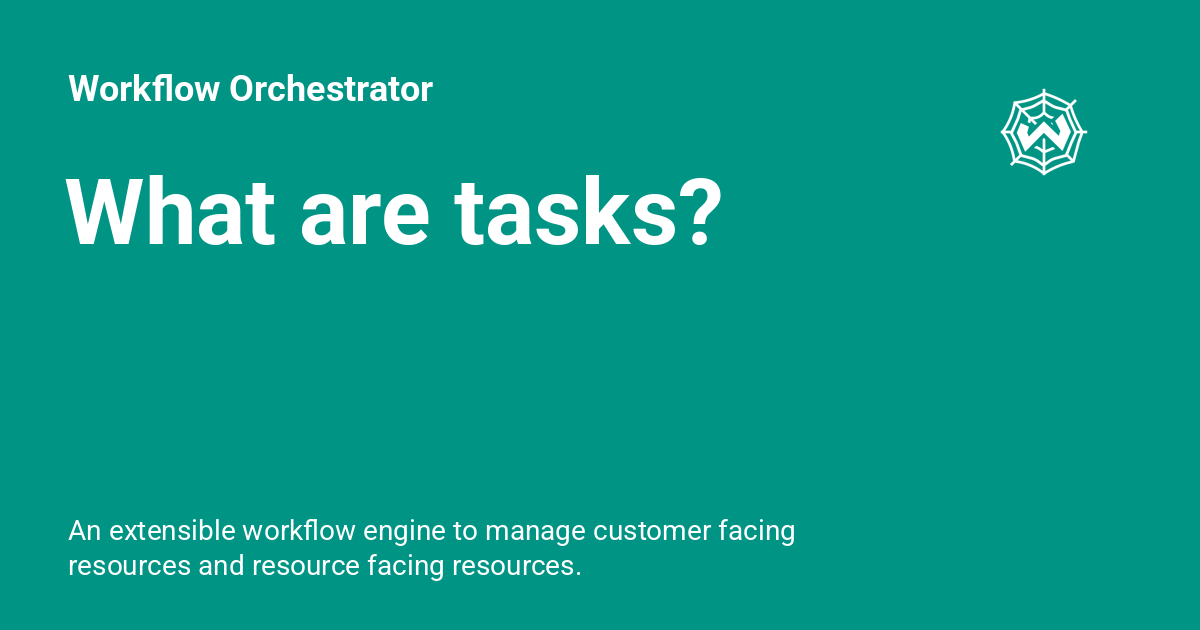 Workflow Orchestrator
What are tasks?
An extensible workflow engine to manage customer facing
resources and resource facing resources.